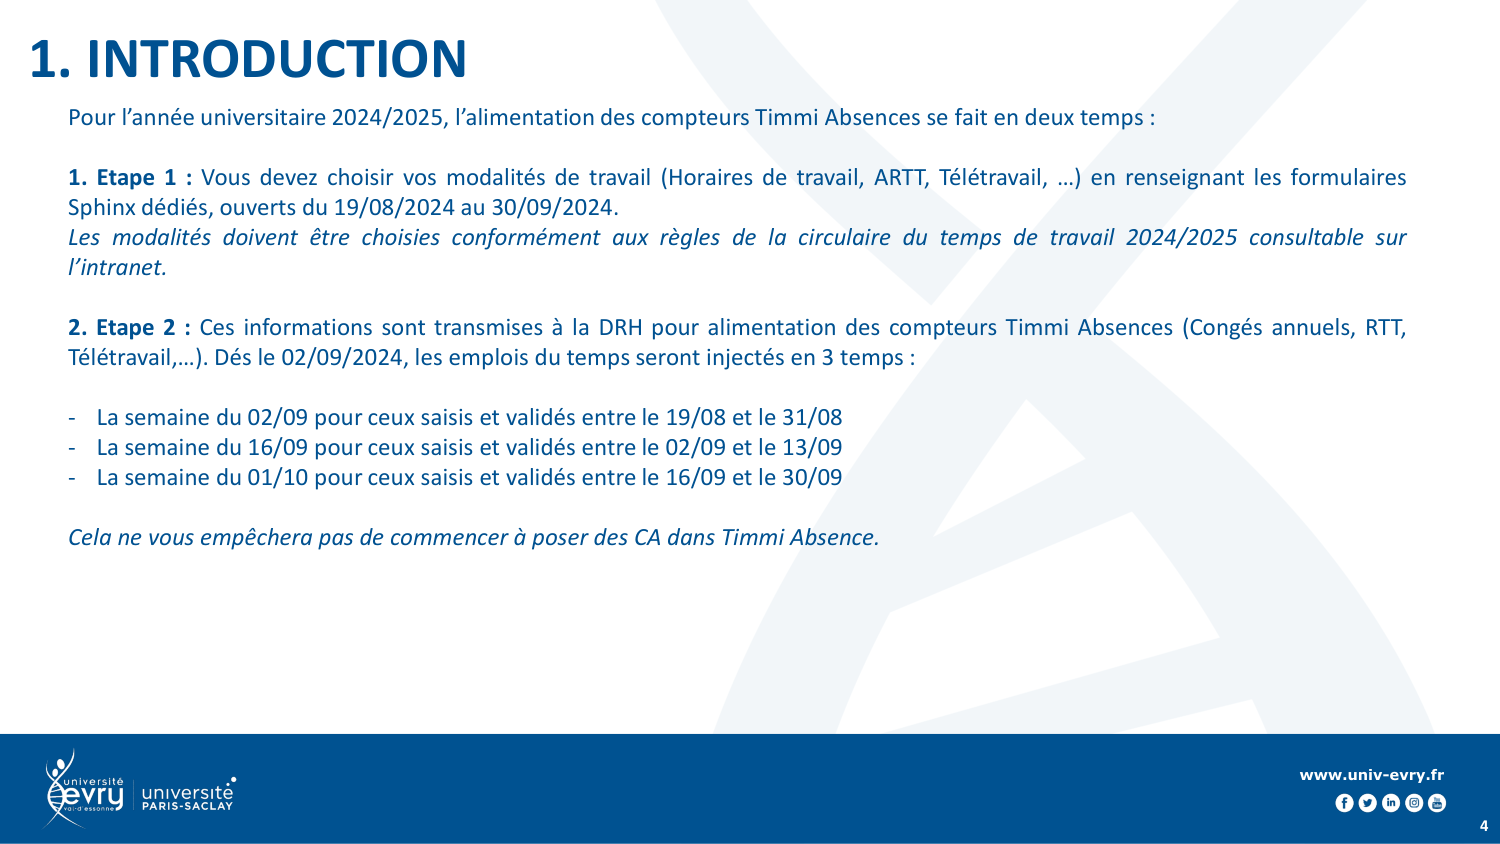 1. INTRODUCTION
Pour l’année universitaire 2024/2025, l’alimentation des compteurs Timmi Absences se fait en deux temps :
1. Etape 1 : Vous devez choisir vos modalités de travail (Horaires de travail, ARTT, Télétravail, …) en renseignant les formulaires
Sphinx dédiés, ouverts du 19/08/2024 au 30/09/2024.
Les modalités doivent être choisies conformément aux règles de la circulaire du temps de travail 2024/2025 consultable sur
l’intranet.
2. Etape 2 : Ces informations sont transmises à la DRH pour alimentation des compteurs Timmi Absences (Congés annuels, RTT,
Télétravail,…). Dés le 02/09/2024, les emplois du temps seront injectés en 3 temps :
- La semaine du 02/09 pour ceux saisis et validés entre le 19/08 et le 31/08
- La semaine du 16/09 pour ceux saisis et validés entre le 02/09 et le 13/09
- La semaine du 01/10 pour ceux saisis et validés entre le 16/09 et le 30/09
Cela ne vous empêchera pas de commencer à poser des CA dans Timmi Absence.
université
evry
val-d'essonne
université
PARIS-SACLAY
www.univ-evry.fr
4